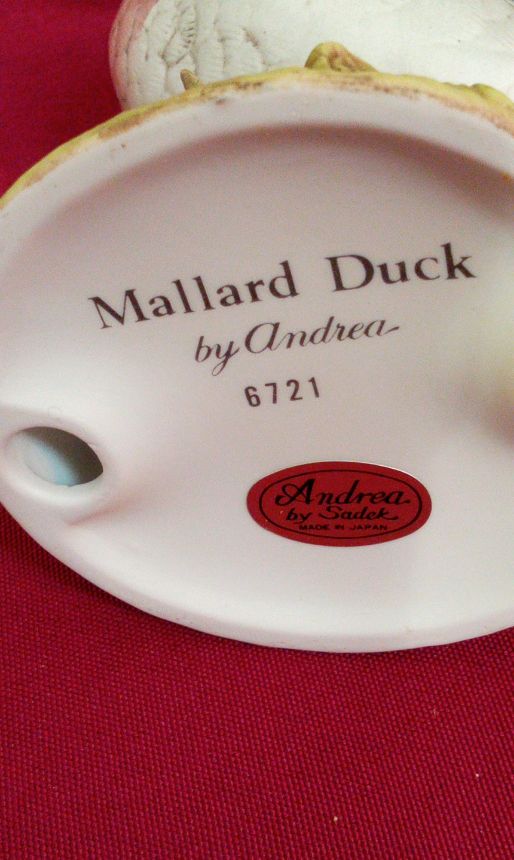 Mallard Duck
by Andrea
6721
Andrea
by Sadek
MADE IN JAPAN